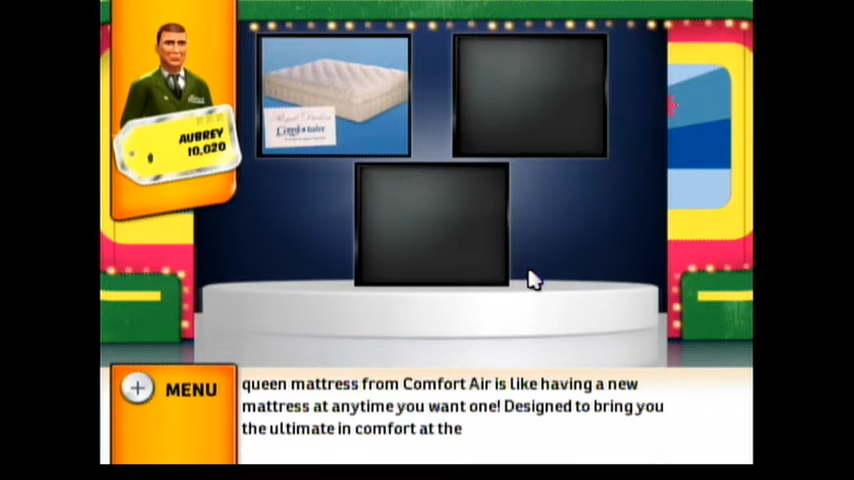 AUBREY
10,020
MENU
queen mattress from Comfort Air is like having a new
mattress at anytime you want one! Designed to bring you
the ultimate in comfort at the